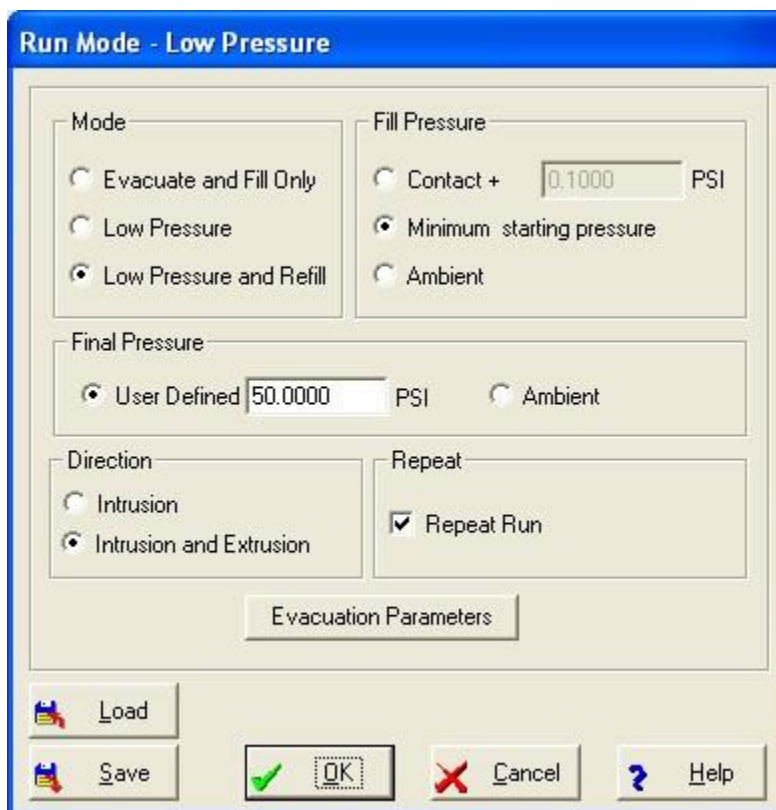 Run Mode - Low Pressure
Mode
Evacuate and Fill Only
Low Pressure
Low Pressure and Refill
Fill Pressure
Contact + 0.1000 PSI
Minimum starting pressure
Ambient
Final Pressure
User Defined 50.0000 PSI Ambient
Direction
Intrusion
Intrusion and Extrusion
Repeat
Repeat Run
Evacuation Parameters
Load
Save OK Cancel Help